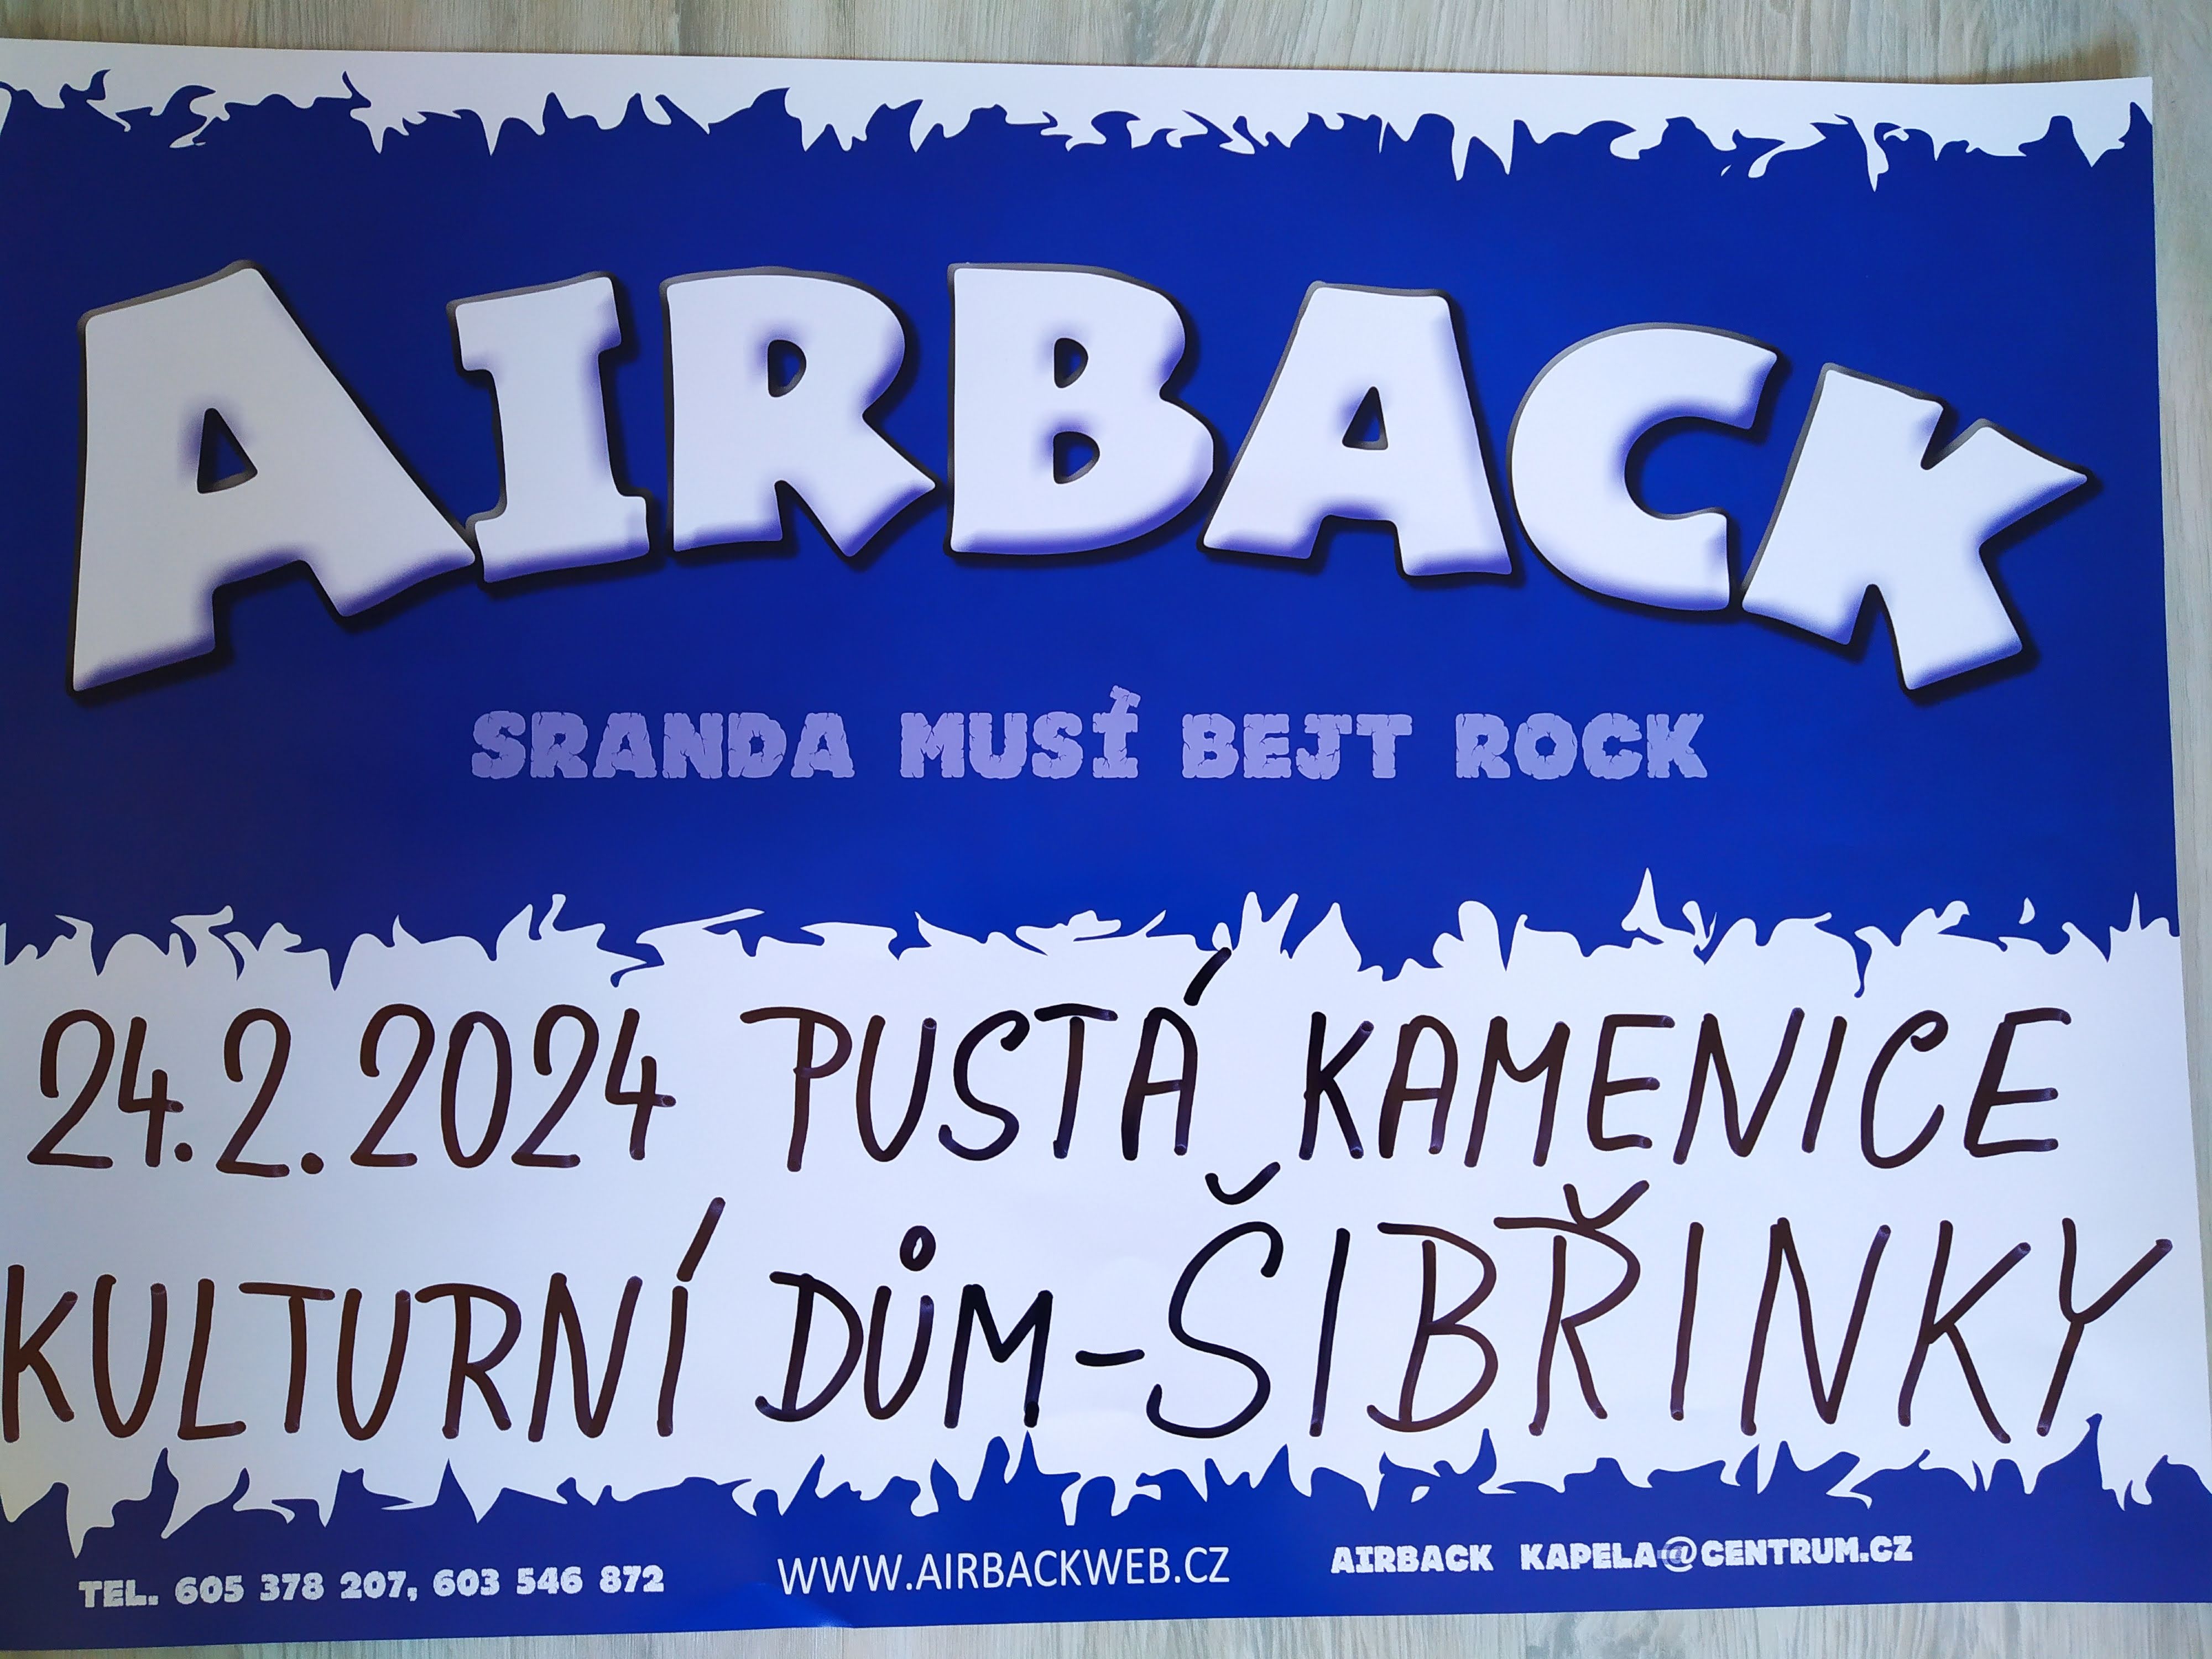 AIRBACK
SRANDA MUSÍ BEJT ROCK
24.2.2024 PUSTÁ KAMENICE
KULTURNÍ DŮM-ŠIBŘINKY
TEL. 605 378 207, 603 546 872 WWW.AIRBACKWEB.CZ AIRBACK KAPELA@CENTRUM.CZ